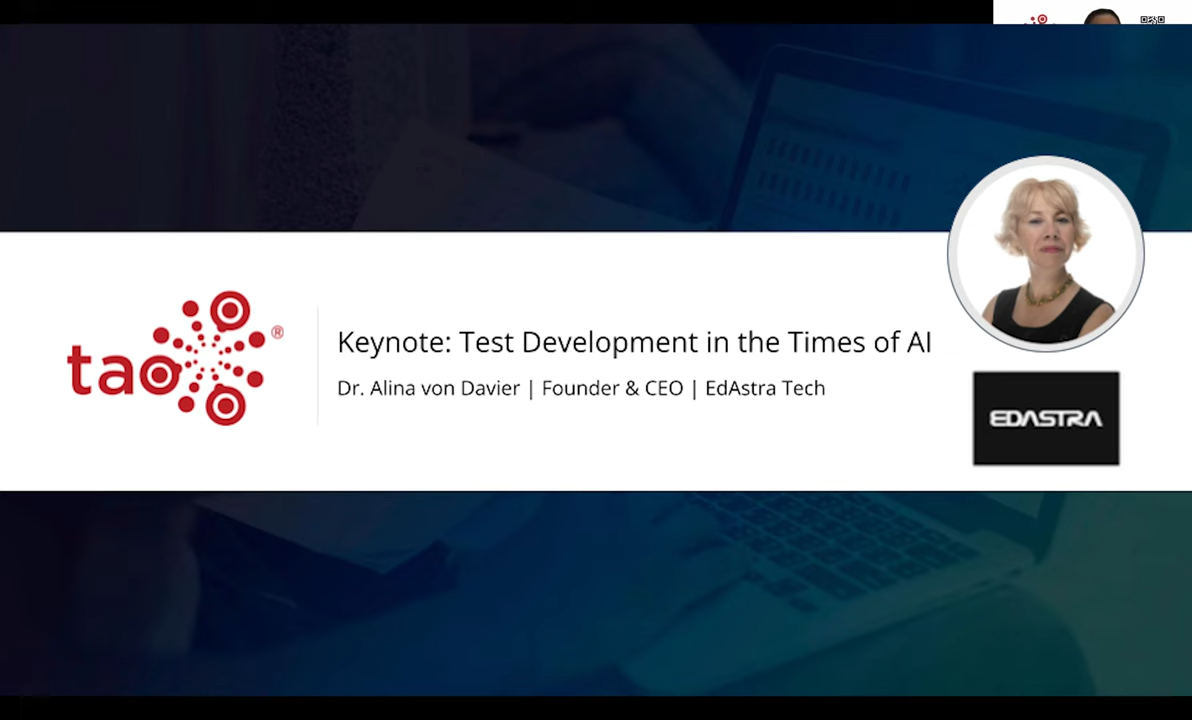 tao®
Keynote: Test Development in the Times of AI
Dr. Alina von Davier | Founder & CEO | EdAstra Tech
EDASTRA